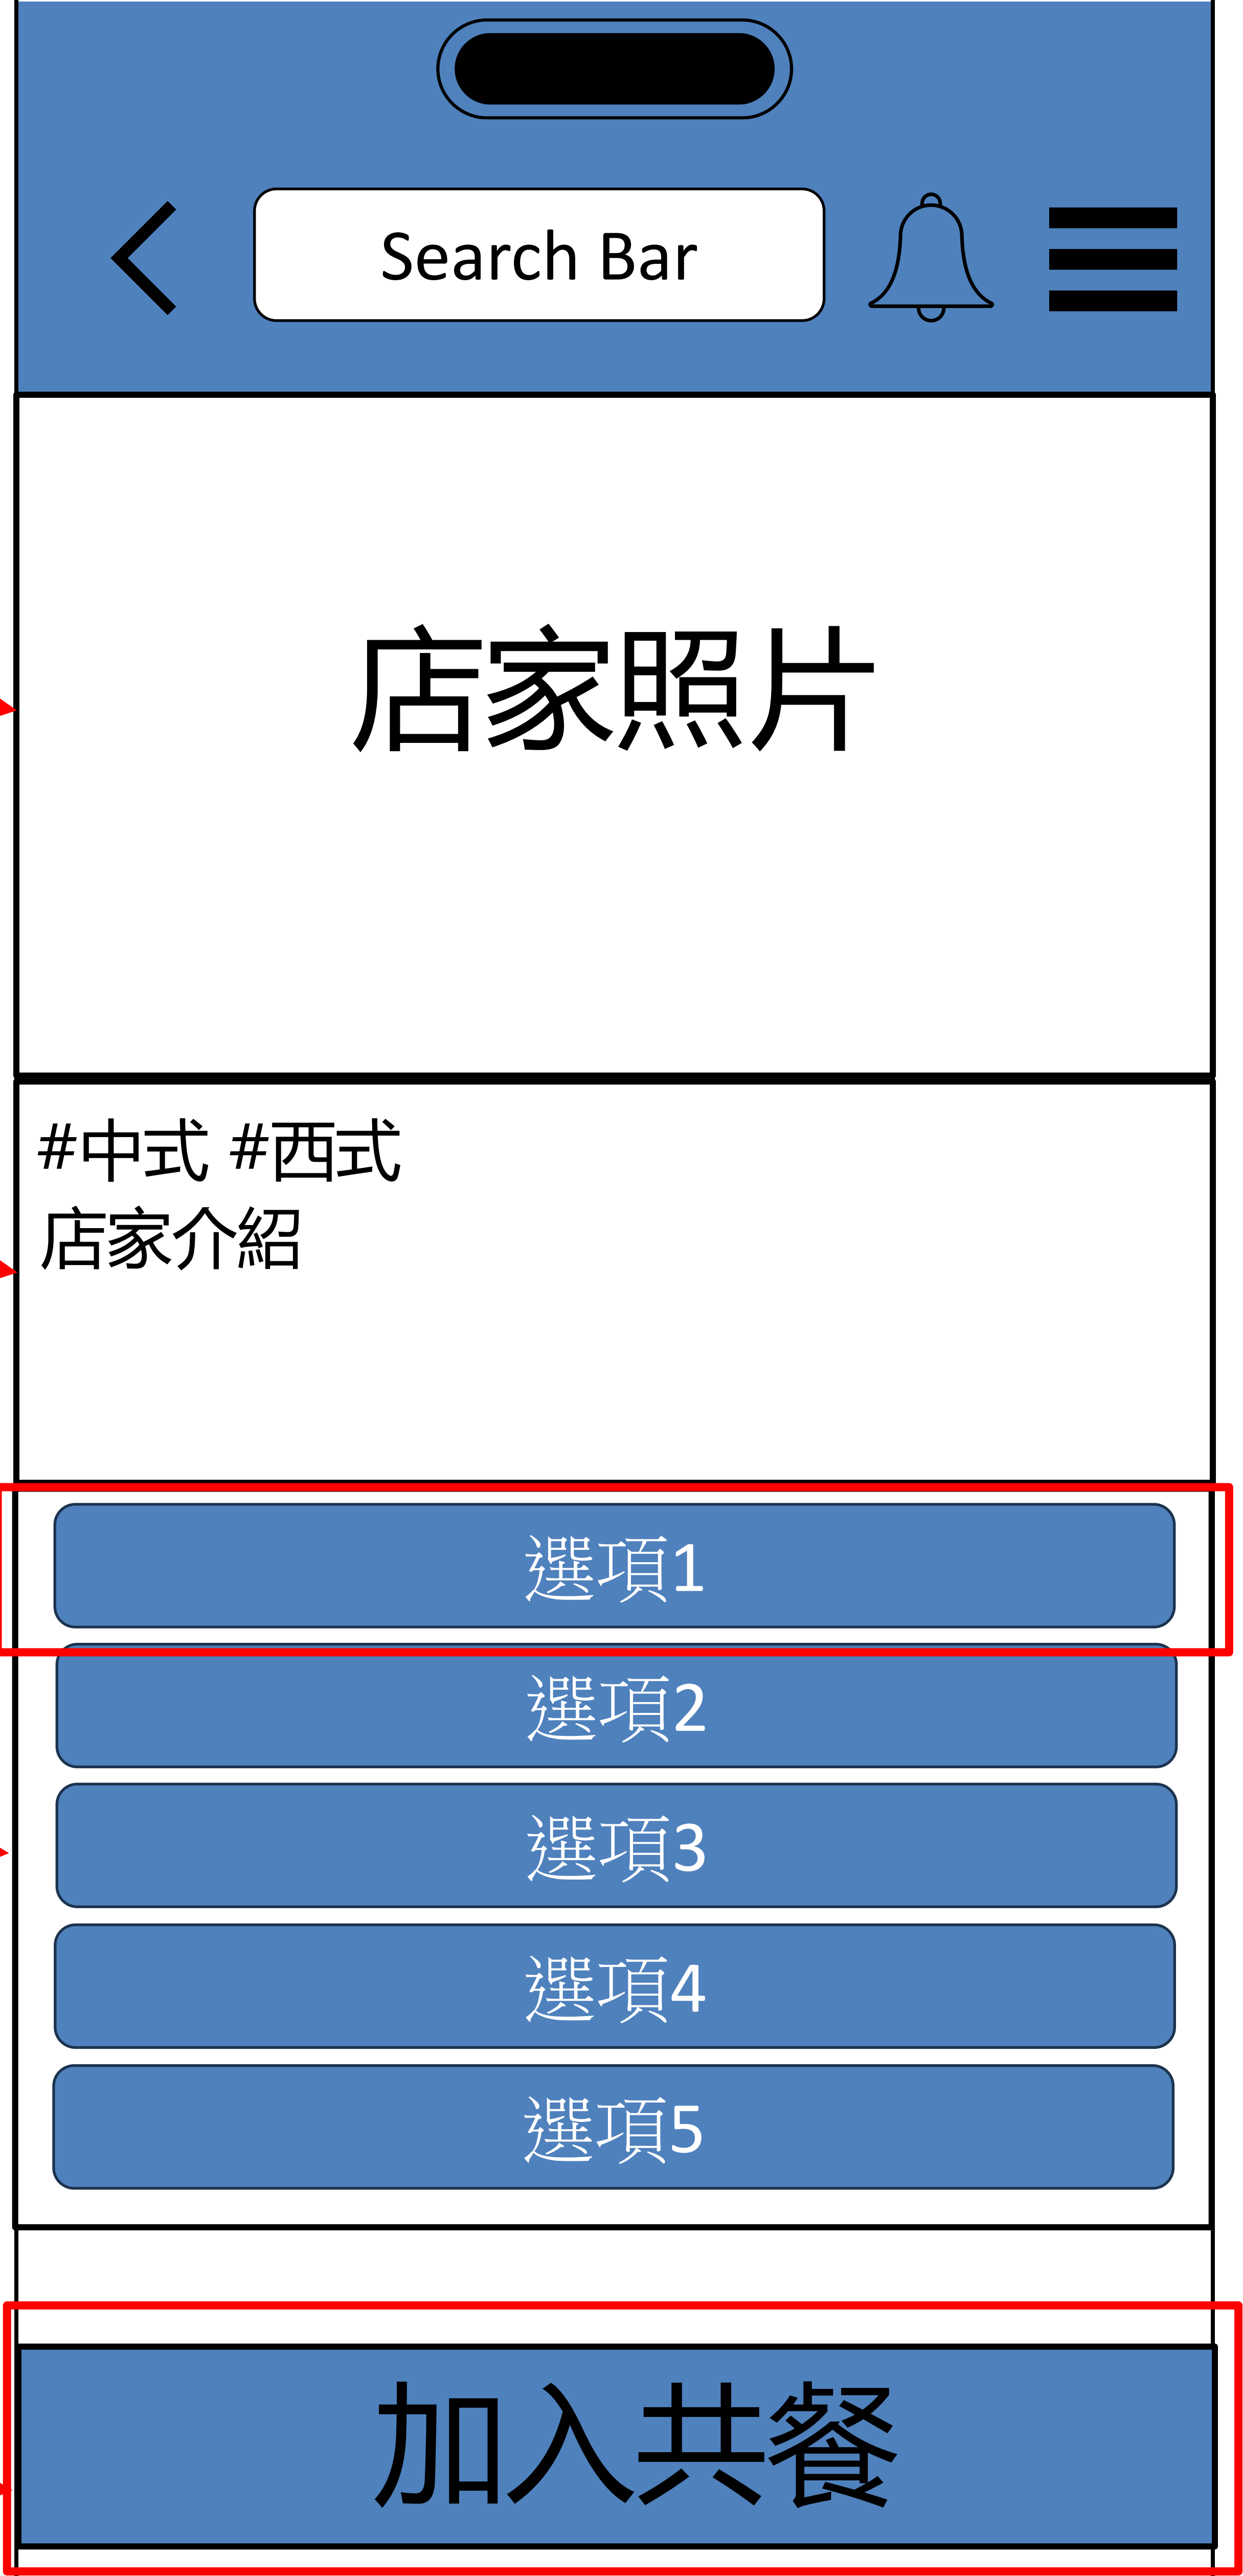 Search Bar
店家照片
#中式 #西式
店家介紹
選項1
選項2
選項3
選項4
選項5
加入共餐